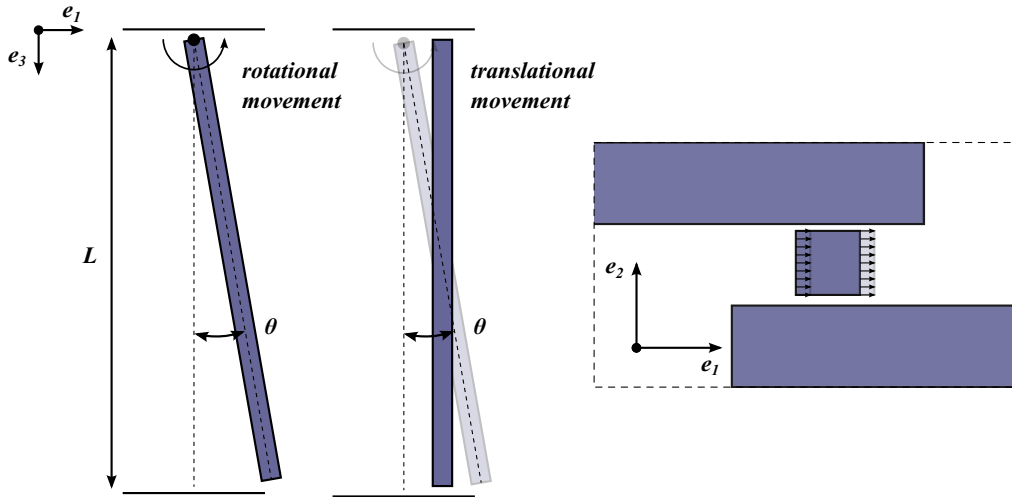 e1
e3
rotational
movement
translational
movement
L
θ
θ
e2
e1